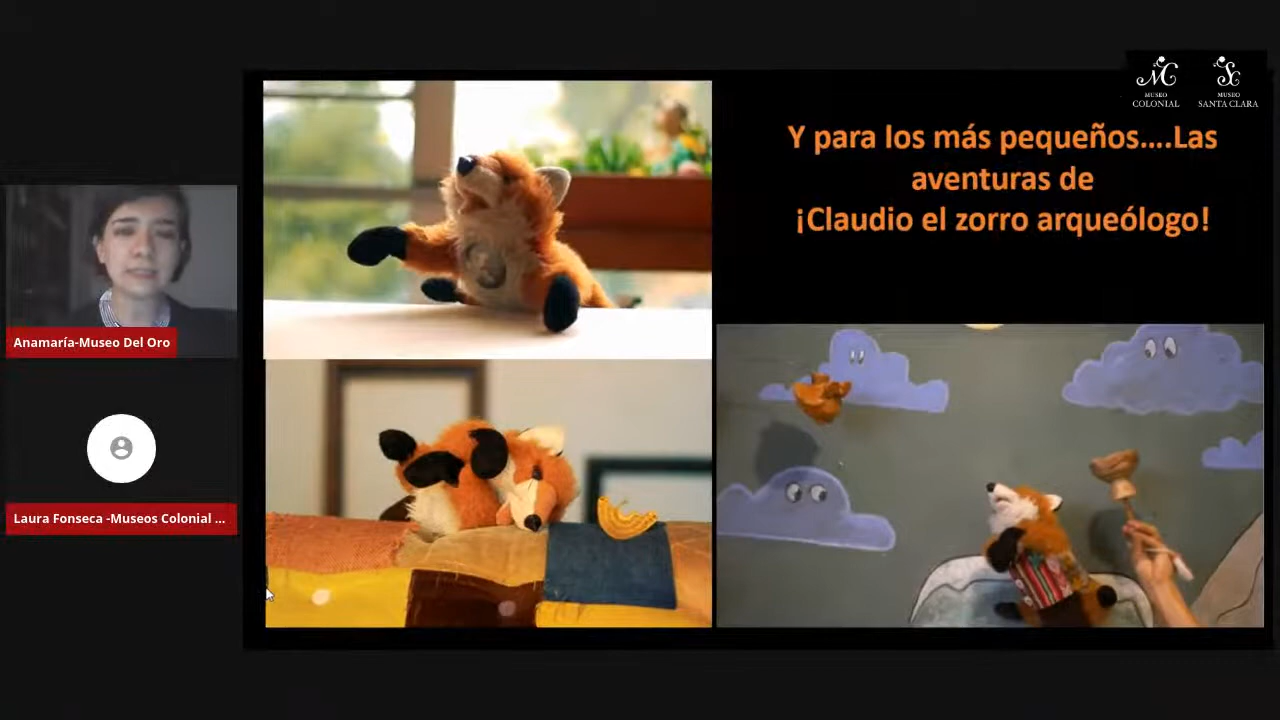 MUSEO
COLONIAL
MUSEO
SANTA CLARA
Y para los más pequeños....Las
aventuras de
¡Claudio el zorro arqueólogo!
Anamaría-Museo Del Oro
Laura Fonseca -Museos Colonial ...